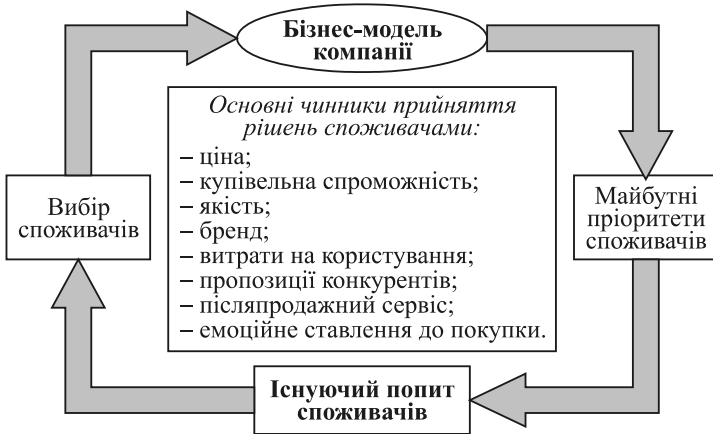 Бізнес-модель
компанії
Основні чинники прийняття
рішень споживачами:
– ціна;
– купівельна спроможність;
– якість;
– бренд;
– витрати на користування;
– пропозиції конкурентів;
– післяпродажний сервіс;
– емоційне ставлення до покупки.
Вибір
споживачів
Майбутні
пріоритети
споживачів
Існуючий попит
споживачів